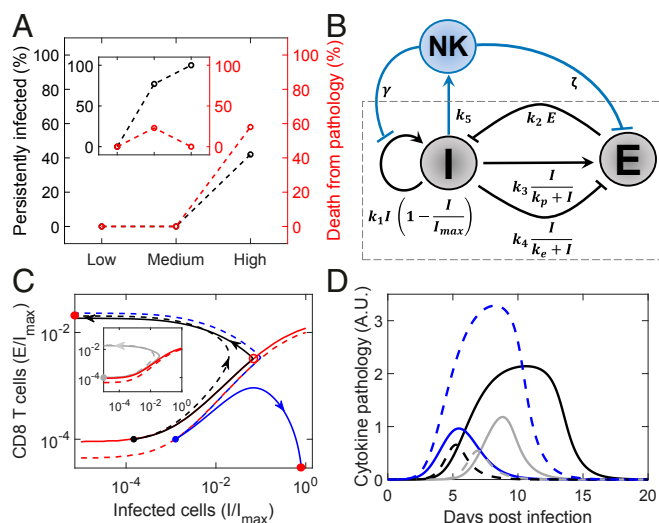 A
Persistently infected (%)
100
80
60
40
20
0
100
50
0
100
75
50
25
0
100
80
60
40
20
0
Death from pathology (%)
Low
Medium
High
B
NK
γ
ζ
k₅
k₂ E
I
E
k₃ I / (kₚ + I)
k₁I (1 − I / Iₘₐₓ)
k₄ I / (kₑ + I)
C
CD8 T cells (E/Iₘₐₓ)
10⁻²
10⁻⁴
10⁻²
10⁻⁴
10⁻⁴
10⁻²
10⁰
10⁻⁴
10⁻²
10⁰
Infected cells (I/Iₘₐₓ)
D
Cytokine pathology (A.U.)
3
2
1
0
0
5
10
15
20
Days post infection